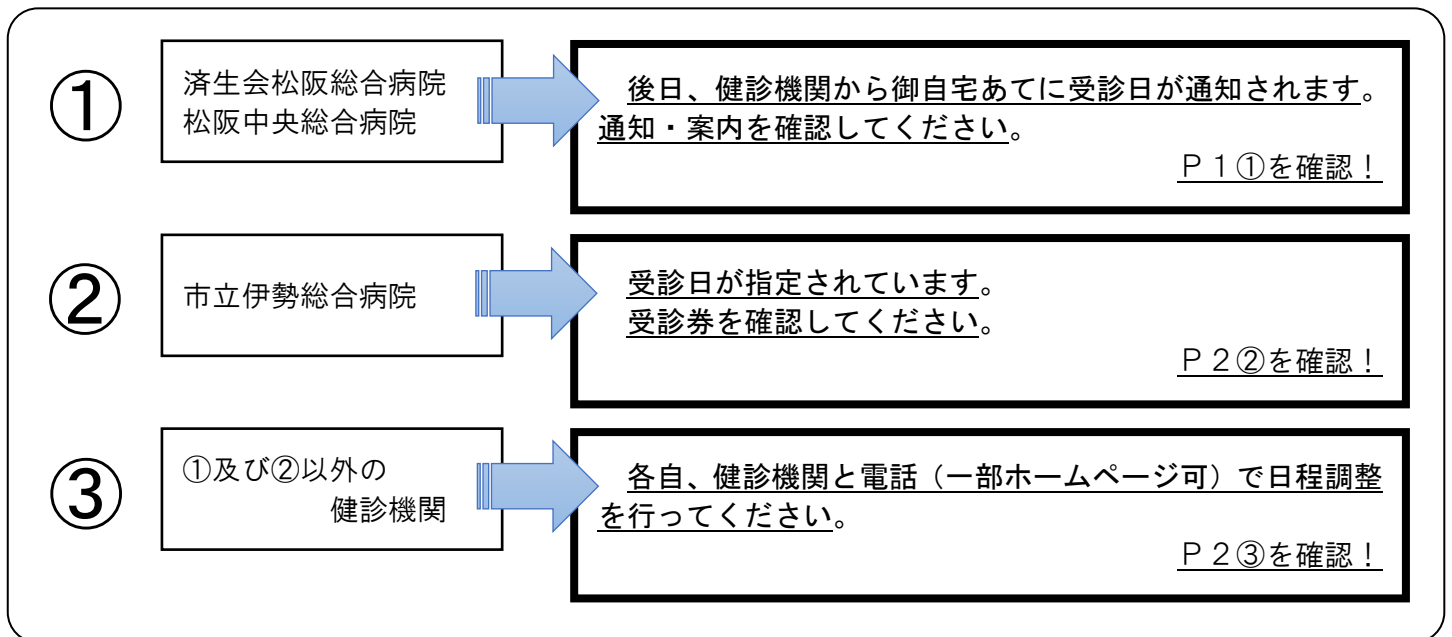 ①
済生会松阪総合病院
松阪中央総合病院
後日、健診機関から御自宅あてに受診日が通知されます。
通知・案内を確認してください。
Ｐ１①を確認！
②
市立伊勢総合病院
受診日が指定されています。
受診券を確認してください。
Ｐ２②を確認！
③
①及び②以外の
健診機関
各自、健診機関と電話（一部ホームページ可）で日程調整
を行ってください。
Ｐ２③を確認！